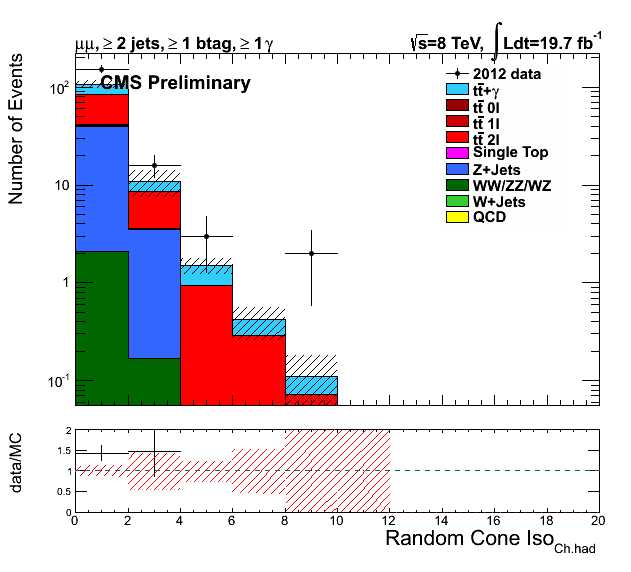 μμ, ≥ 2 jets, ≥ 1 btag, ≥ 1 γ
√s=8 TeV, ∫ Ldt=19.7 fb⁻¹
CMS Preliminary
Number of Events
10²
10
1
10⁻¹
2012 data
tt̄+γ
tt̄ 0l
tt̄ 1l
tt̄ 2l
Single Top
Z+Jets
WW/ZZ/WZ
W+Jets
QCD
data/MC
2
1.5
1
0.5
0
0 2 4 6 8 10 12 14 16 18 20
Random Cone Iso Ch.had